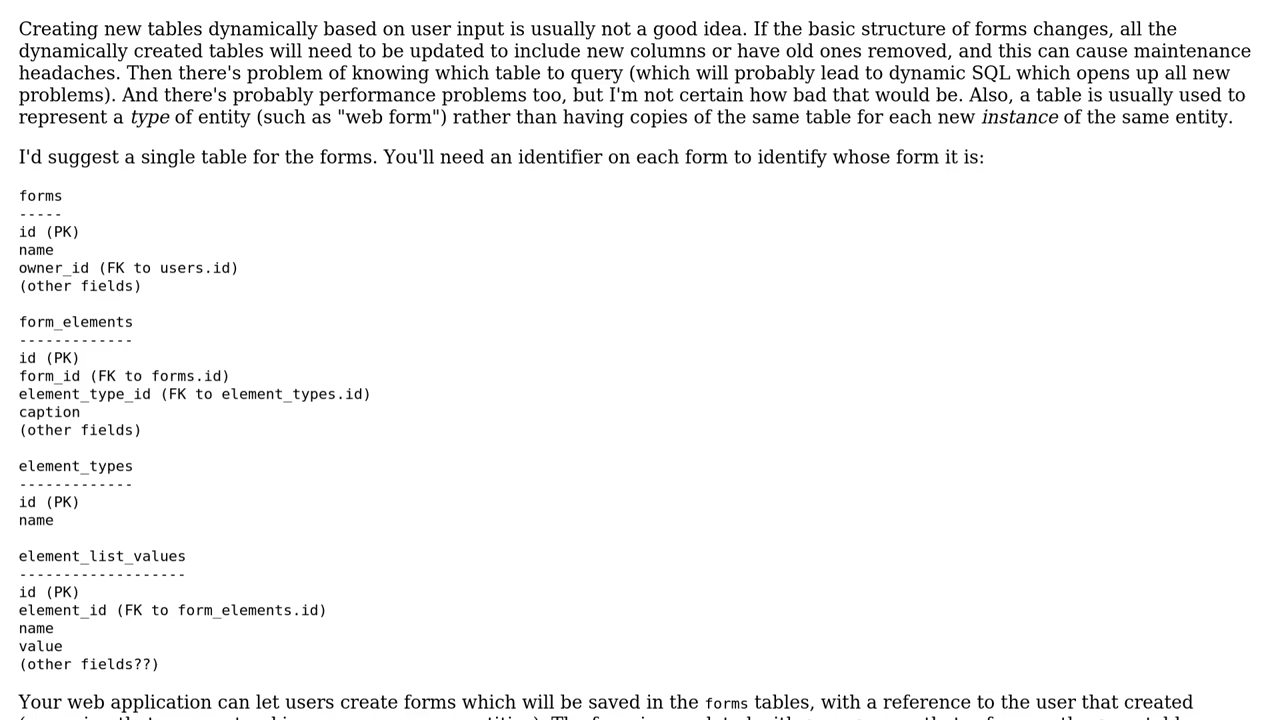 Creating new tables dynamically based on user input is usually not a good idea. If the basic structure of forms changes, all the
dynamically created tables will need to be updated to include new columns or have old ones removed, and this can cause maintenance
headaches. Then there's problem of knowing which table to query (which will probably lead to dynamic SQL which opens up all new
problems). And there's probably performance problems too, but I'm not certain how bad that would be. Also, a table is usually used to
represent a type of entity (such as "web form") rather than having copies of the same table for each new instance of the same entity.
I'd suggest a single table for the forms. You'll need an identifier on each form to identify whose form it is:
forms
-----
id (PK)
name
owner_id (FK to users.id)
(other fields)
form_elements
-------------
id (PK)
form_id (FK to forms.id)
element_type_id (FK to element_types.id)
caption
(other fields)
element_types
-------------
id (PK)
name
element_list_values
-------------------
id (PK)
element_id (FK to form_elements.id)
name
value
(other fields??)
Your web application can let users create forms which will be saved in the forms tables, with a reference to the user that created